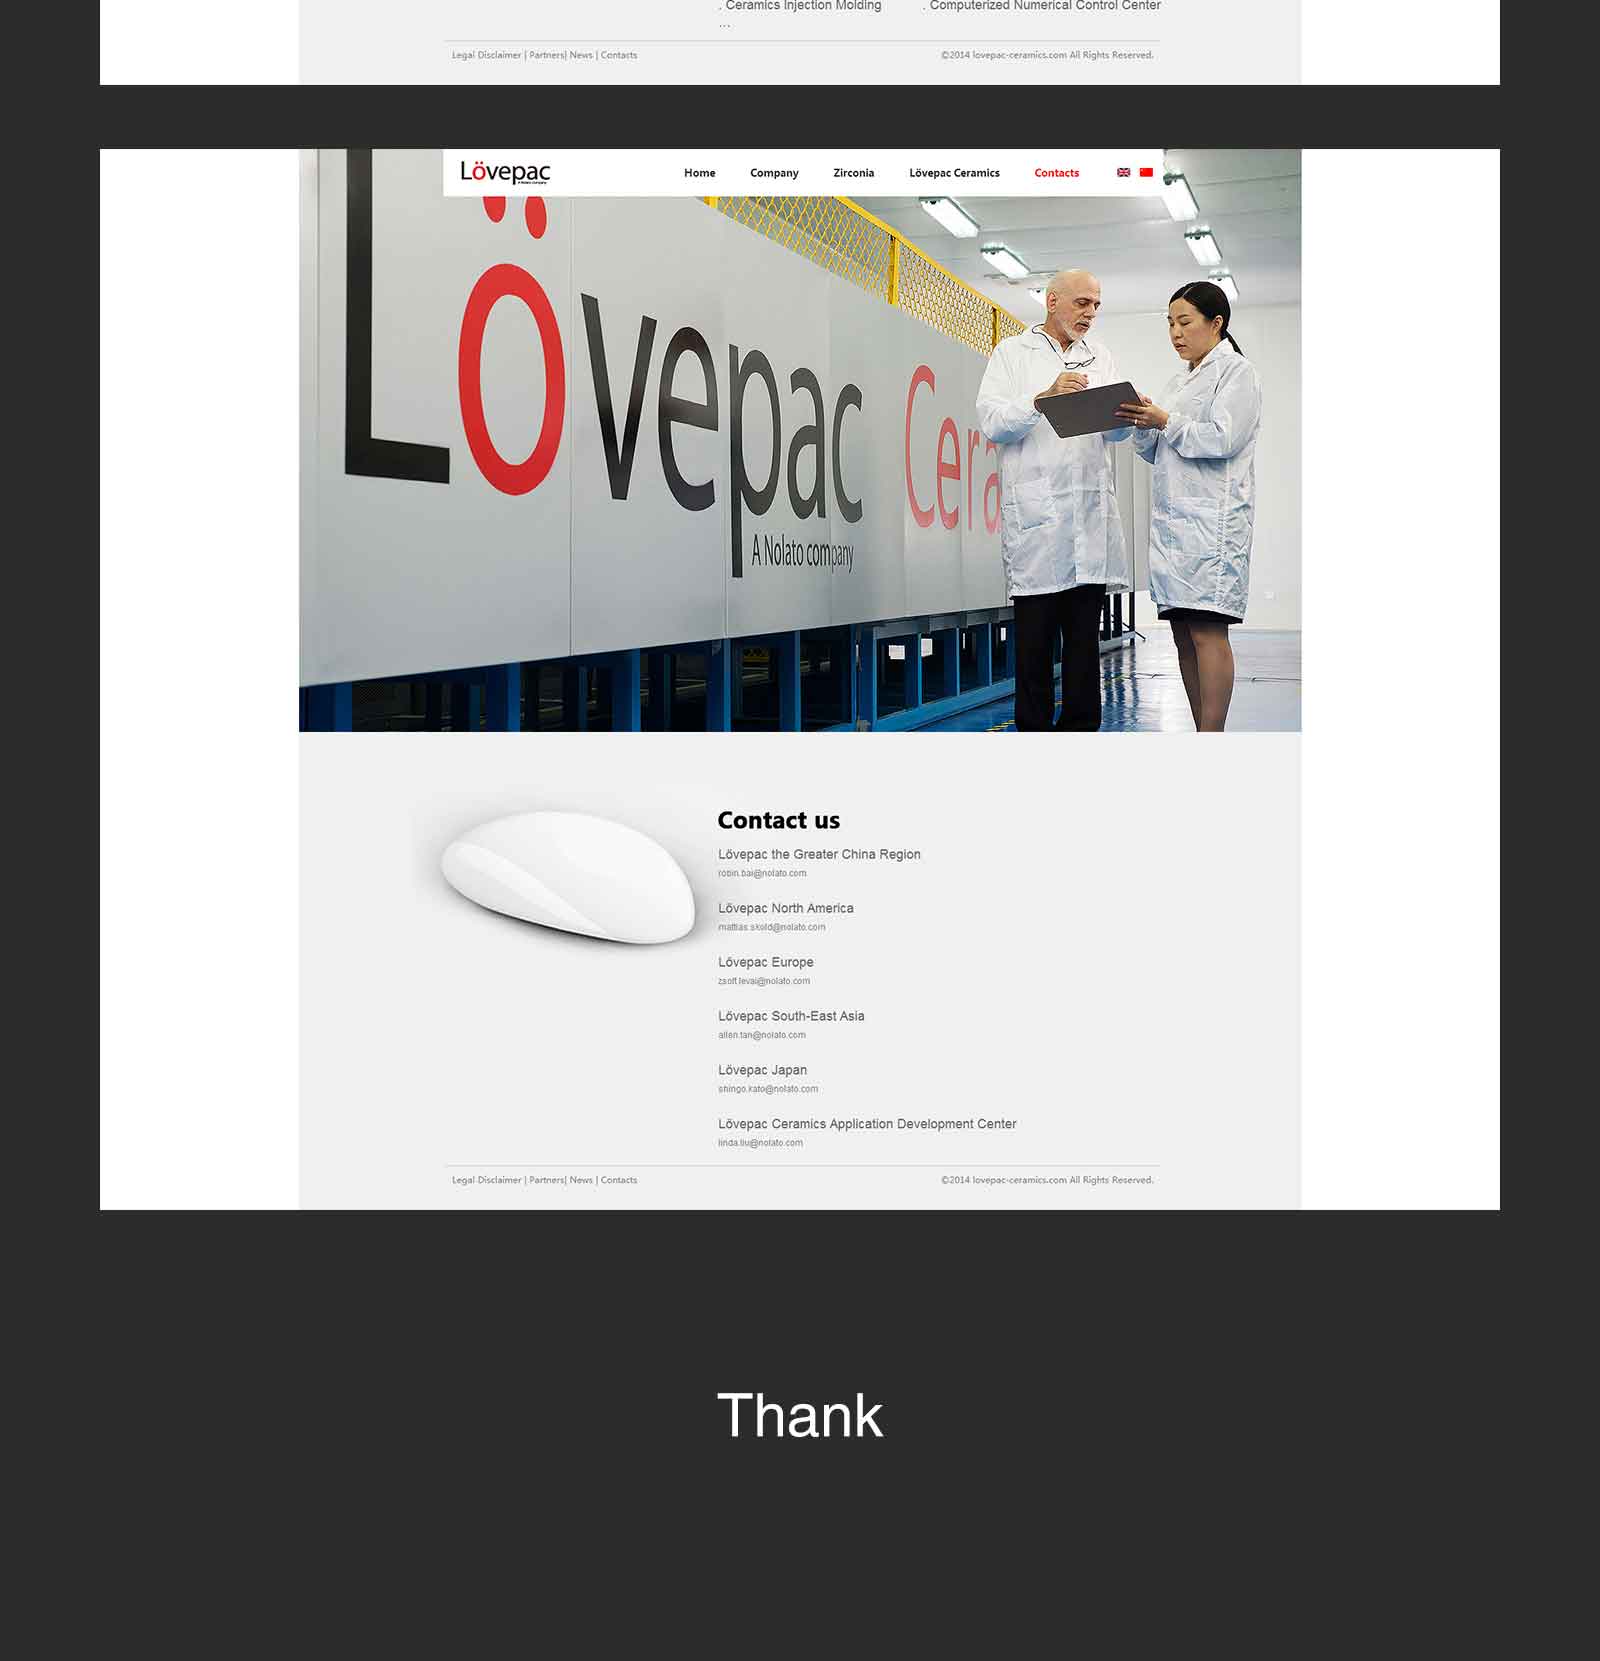 . Ceramics Injection Molding
. Computerized Numerical Control Center
...
Legal Disclaimer | Partners| News | Contacts
©2014 lovepac-ceramics.com All Rights Reserved.
Lövepac
A Nolato company
Home
Company
Zirconia
Lövepac Ceramics
Contacts
Lövepac Cera
A Nolato company
Contact us
Lövepac the Greater China Region
robin.bai@nolato.com
Lövepac North America
mattias.skold@nolato.com
Lövepac Europe
zsolt.levai@nolato.com
Lövepac South-East Asia
allen.tan@nolato.com
Lövepac Japan
shingo.kato@nolato.com
Lövepac Ceramics Application Development Center
linda.liu@nolato.com
Legal Disclaimer | Partners| News | Contacts
©2014 lovepac-ceramics.com All Rights Reserved.
Thank